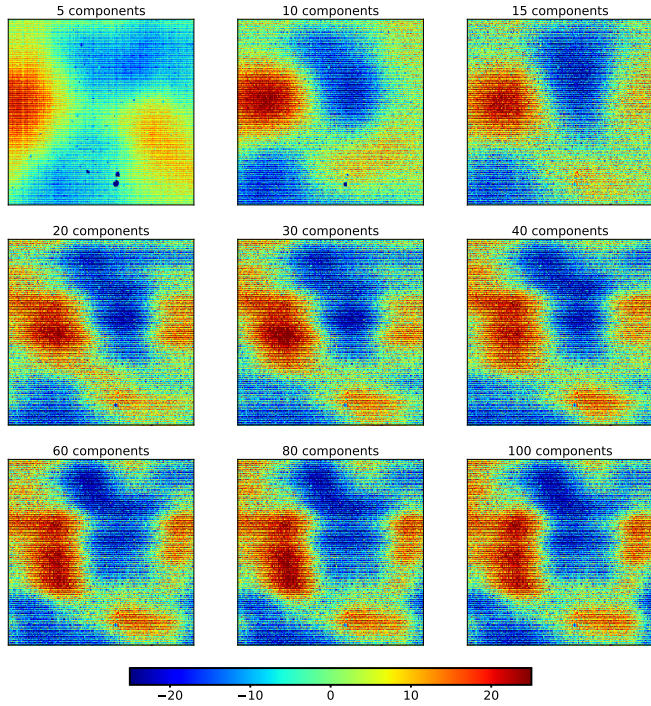 5 components
10 components
15 components
20 components
30 components
40 components
60 components
80 components
100 components
−20 −10 0 10 20